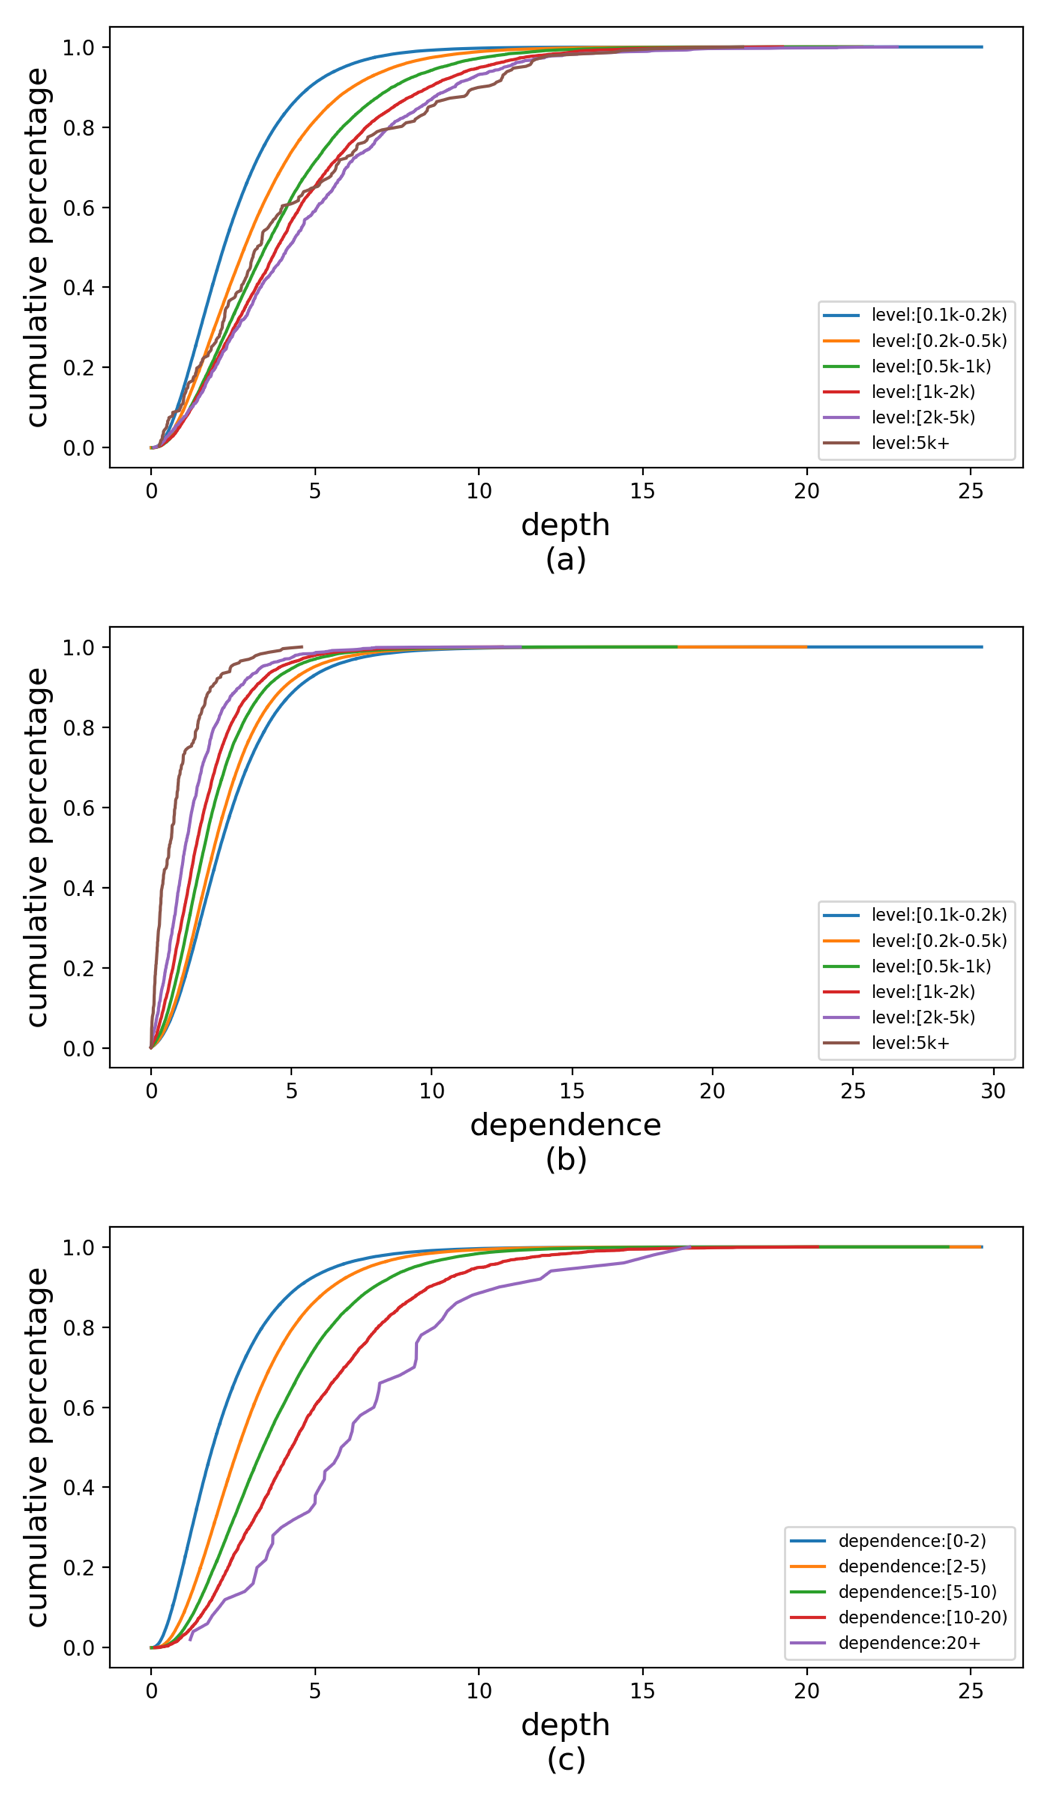 cumulative percentage
1.0
0.8
0.6
0.4
0.2
0.0
level:[0.1k-0.2k)
level:[0.2k-0.5k)
level:[0.5k-1k)
level:[1k-2k)
level:[2k-5k)
level:5k+
0 5 10 15 20 25
depth
(a)
cumulative percentage
1.0
0.8
0.6
0.4
0.2
0.0
level:[0.1k-0.2k)
level:[0.2k-0.5k)
level:[0.5k-1k)
level:[1k-2k)
level:[2k-5k)
level:5k+
0 5 10 15 20 25 30
dependence
(b)
cumulative percentage
1.0
0.8
0.6
0.4
0.2
0.0
dependence:[0-2)
dependence:[2-5)
dependence:[5-10)
dependence:[10-20)
dependence:20+
0 5 10 15 20 25
depth
(c)